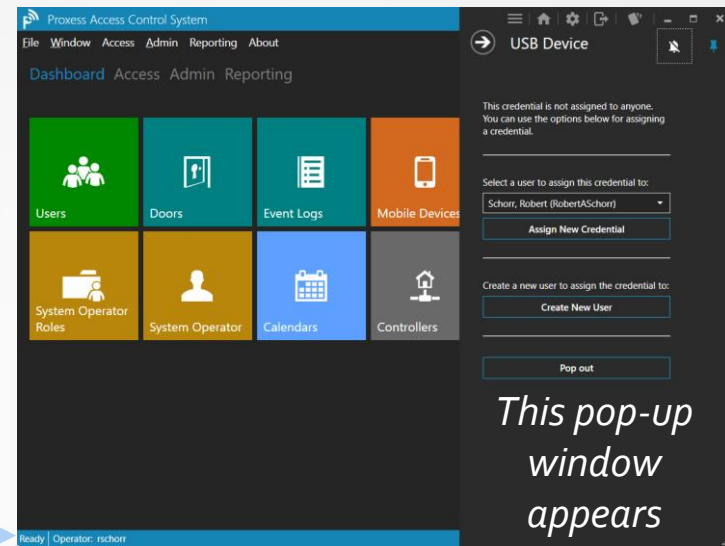 Proxess Access Control System
File Window Access Admin Reporting About
Dashboard Access Admin Reporting
Users
Doors
Event Logs
Mobile Devices
System Operator
Roles
System Operator
Calendars
Controllers
Ready
Operator: rschorr
USB Device
This credential is not assigned to anyone.
You can use the options below for assigning
a credential.
Select a user to assign this credential to:
Schorr, Robert (RobertASchorr)
Assign New Credential
Create a new user to assign the credential to:
Create New User
Pop out
This pop-up
window
appears